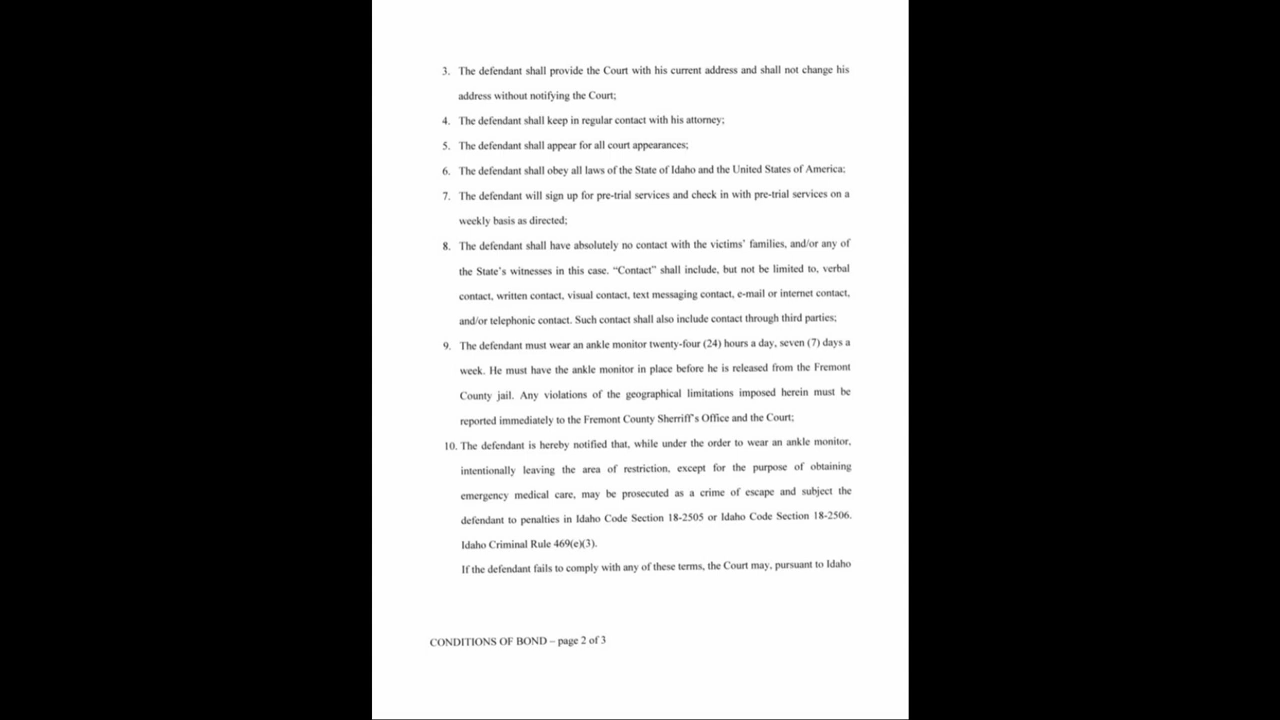 3. The defendant shall provide the Court with his current address and shall not change his
address without notifying the Court;
4. The defendant shall keep in regular contact with his attorney;
5. The defendant shall appear for all court appearances;
6. The defendant shall obey all laws of the State of Idaho and the United States of America;
7. The defendant will sign up for pre-trial services and check in with pre-trial services on a
weekly basis as directed;
8. The defendant shall have absolutely no contact with the victims' families, and/or any of
the State's witnesses in this case. “Contact” shall include, but not be limited to, verbal
contact, written contact, visual contact, text messaging contact, e-mail or internet contact,
and/or telephonic contact. Such contact shall also include contact through third parties;
9. The defendant must wear an ankle monitor twenty-four (24) hours a day, seven (7) days a
week. He must have the ankle monitor in place before he is released from the Fremont
County jail. Any violations of the geographical limitations imposed herein must be
reported immediately to the Fremont County Sherriff's Office and the Court;
10. The defendant is hereby notified that, while under the order to wear an ankle monitor,
intentionally leaving the area of restriction, except for the purpose of obtaining
emergency medical care, may be prosecuted as a crime of escape and subject the
defendant to penalties in Idaho Code Section 18-2505 or Idaho Code Section 18-2506.
Idaho Criminal Rule 469(e)(3).
If the defendant fails to comply with any of these terms, the Court may, pursuant to Idaho
CONDITIONS OF BOND – page 2 of 3